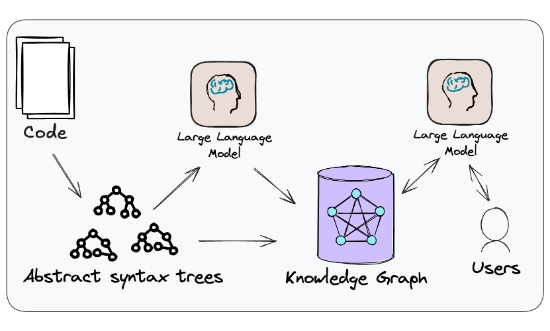 Code
Large Language
Model
Large Language
Model
Abstract syntax trees
Knowledge Graph
Users